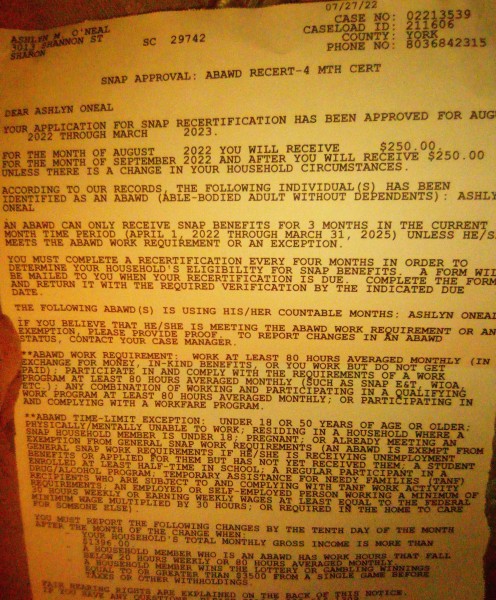 07/27/22
CASE NO: 02213539
ASHLYN M. O'NEAL CASELOAD ID: 211606
3013 SHANNON ST COUNTY: YORK
SHARON SC 29742 PHONE NO: 8036842315
SNAP APPROVAL: ABAWD RECERT-4 MTH CERT
DEAR ASHLYN ONEAL
YOUR APPLICATION FOR SNAP RECERTIFICATION HAS BEEN APPROVED FOR AUG
2022 THROUGH MARCH 2023.
FOR THE MONTH OF AUGUST 2022 YOU WILL RECEIVE $250.00.
FOR THE MONTH OF SEPTEMBER 2022 AND AFTER YOU WILL RECEIVE $250.00
UNLESS THERE IS A CHANGE IN YOUR HOUSEHOLD CIRCUMSTANCES.
ACCORDING TO OUR RECORDS, THE FOLLOWING INDIVIDUAL(S) HAS BEEN
IDENTIFIED AS AN ABAWD (ABLE-BODIED ADULT WITHOUT DEPENDENTS): ASHLY
ONEAL
AN ABAWD CAN ONLY RECEIVE SNAP BENEFITS FOR 3 MONTHS IN THE CURRENT
MONTH TIME PERIOD (APRIL 1, 2022 THROUGH MARCH 31, 2025) UNLESS HE/S
MEETS THE ABAWD WORK REQUIREMENT OR AN EXCEPTION.
YOU MUST COMPLETE A RECERTIFICATION EVERY FOUR MONTHS IN ORDER TO
DETERMINE YOUR HOUSEHOLD'S ELIGIBILITY FOR SNAP BENEFITS. A FORM WIL
BE MAILED TO YOU WHEN YOUR RECERTIFICATION IS DUE. COMPLETE THE FORM
AND RETURN IT WITH THE REQUIRED VERIFICATION BY THE INDICATED DUE
DATE.
THE FOLLOWING ABAWD(S) IS USING HIS/HER COUNTABLE MONTHS: ASHLYN ONEAL
IF YOU BELIEVE THAT HE/SHE IS MEETING THE ABAWD WORK REQUIREMENT OR AN
EXEMPTION, PLEASE PROVIDE PROOF. TO REPORT CHANGES IN AN ABAWD
STATUS, CONTACT YOUR CASE MANAGER.
**ABAWD WORK REQUIREMENT: WORK AT LEAST 80 HOURS AVERAGED MONTHLY (IN
EXCHANGE FOR MONEY, IN-KIND BENEFITS, OR YOU WORK BUT DO NOT GET
PAID); PARTICIPATE IN AND COMPLY WITH THE REQUIREMENTS OF A WORK
PROGRAM AT LEAST 80 HOURS AVERAGED MONTHLY (SUCH AS SNAP E&T, WIOA,
ETC.); ANY COMBINATION OF WORKING AND PARTICIPATING IN A QUALIFYING
WORK PROGRAM AT LEAST 80 HOURS AVERAGED MONTHLY; OR PARTICIPATING IN
AND COMPLYING WITH A WORKFARE PROGRAM.
**ABAWD TIME-LIMIT EXCEPTION: UNDER 18 OR 50 YEARS OF AGE OR OLDER;
PHYSICALLY/MENTALLY UNABLE TO WORK; RESIDING IN A HOUSEHOLD WHERE A
SNAP HOUSEHOLD MEMBER IS UNDER 18; PREGNANT; OR ALREADY MEETING AN
EXEMPTION FROM GENERAL SNAP WORK REQUIREMENTS (AN ABAWD IS EXEMPT FROM
GENERAL SNAP WORK REQUIREMENTS IF HE/SHE IS RECEIVING UNEMPLOYMENT
BENEFITS OR APPLIED FOR THEM BUT HAS NOT YET RECEIVED THEM; A STUDENT
ENROLLED AT LEAST HALF-TIME IN SCHOOL, A REGULAR PARTICIPANT IN A
DRUG/ALCOHOL PROGRAM, TEMPORARY ASSISTANCE FOR NEEDY FAMILIES (TANF)
RECIPIENTS WHO ARE SUBJECT TO AND COMPLYING WITH TANF WORK ACTIVITY
REQUIREMENTS; AN EMPLOYED OR SELF-EMPLOYED PERSON WORKING A MINIMUM OF
30 HOURS WEEKLY OR EARNING WEEKLY WAGES AT LEAST EQUAL TO THE FEDERAL
MINIMUM WAGE MULTIPLIED BY 30 HOURS; OR REQUIRED IN THE HOME TO CARE
FOR SOMEONE ELSE).
YOU MUST REPORT THE FOLLOWING CHANGES BY THE TENTH DAY OF THE MONTH
AFTER THE MONTH OF THE CHANGE WHEN
YOUR HOUSEHOLD'S TOTAL MONTHLY GROSS INCOME IS MORE THAN
$1396.00
A HOUSEHOLD MEMBER WHO IS AN ABAWD HAS WORK HOURS THAT FALL
BELOW 20 HOURS WEEKLY OR 80 HOURS AVERAGED MONTHLY
A HOUSEHOLD MEMBER WINS THE LOTTERY OR GAMBLING WINNINGS
EQUAL TO OR GREATER THAN $3500 FROM A SINGLE GAME BEFORE
TAXES OR OTHER WITHHOLDINGS
FAIR HEARING RIGHTS ARE EXPLAINED ON THE BACK OF THIS NOTICE.
IF YOU HAVE ANY QUESTIONS